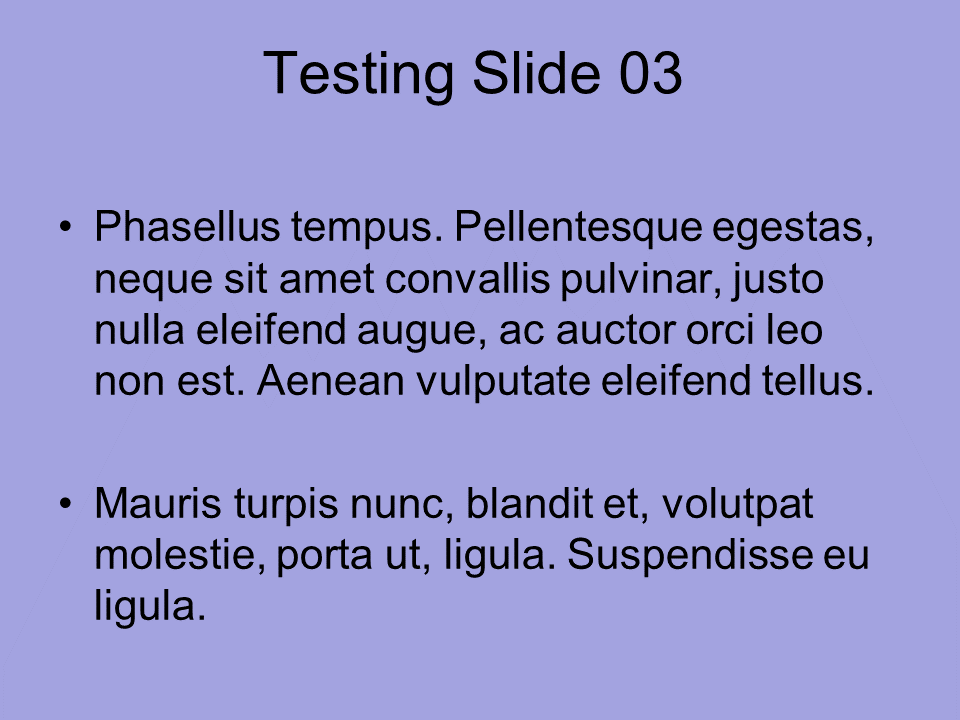 Testing Slide 03
• Phasellus tempus. Pellentesque egestas,
neque sit amet convallis pulvinar, justo
nulla eleifend augue, ac auctor orci leo
non est. Aenean vulputate eleifend tellus.
• Mauris turpis nunc, blandit et, volutpat
molestie, porta ut, ligula. Suspendisse eu
ligula.